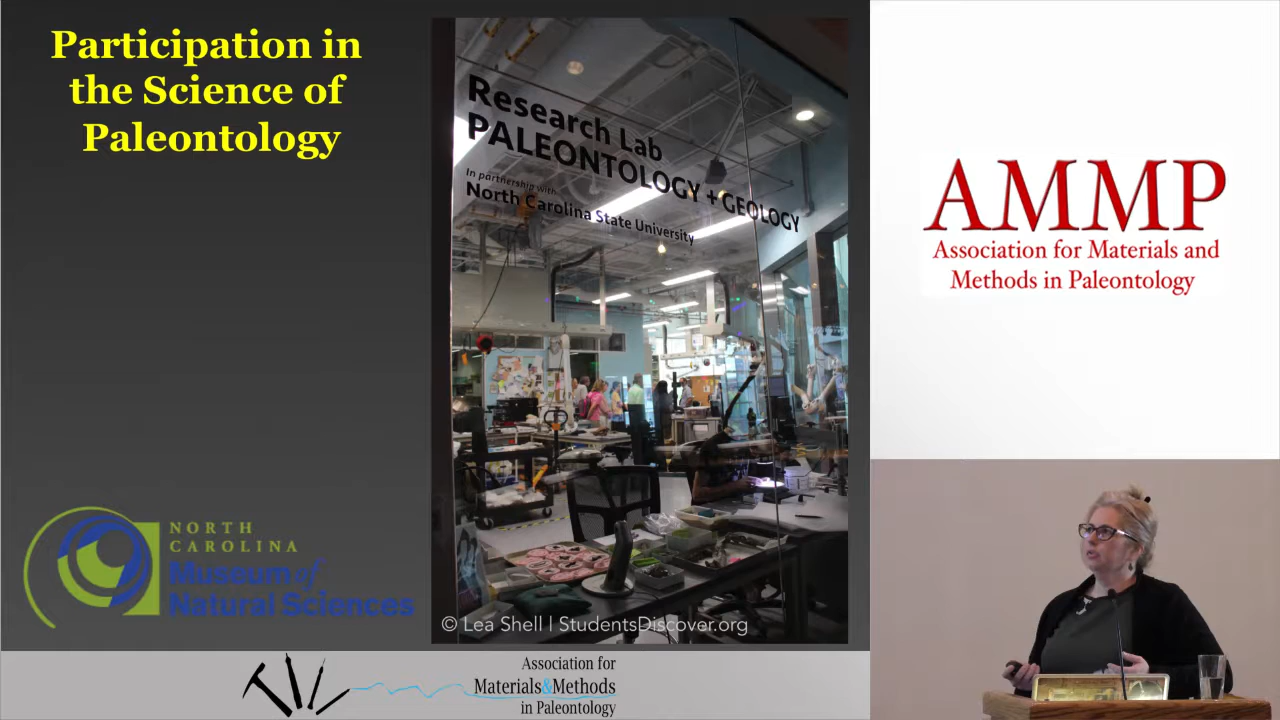 Participation in
the Science of
Paleontology
Research Lab
PALEONTOLOGY + GEOLOGY
In partnership with
North Carolina State University
NORTH
CAROLINA
Museum of
Natural Sciences
© Lea Shell | StudentsDiscover.org
Association for
Materials&Methods
in Paleontology
AMMP
Association for Materials and
Methods in Paleontology